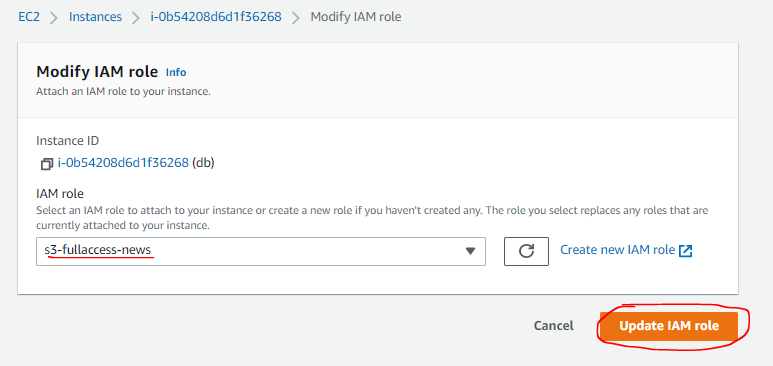 EC2 > Instances > i-0b54208d6d1f36268 > Modify IAM role
Modify IAM role Info
Attach an IAM role to your instance.
Instance ID
i-0b54208d6d1f36268 (db)
IAM role
Select an IAM role to attach to your instance or create a new role if you haven't created any. The role you select replaces any roles that are
currently attached to your instance.
s3-fullaccess-news Create new IAM role
Cancel Update IAM role